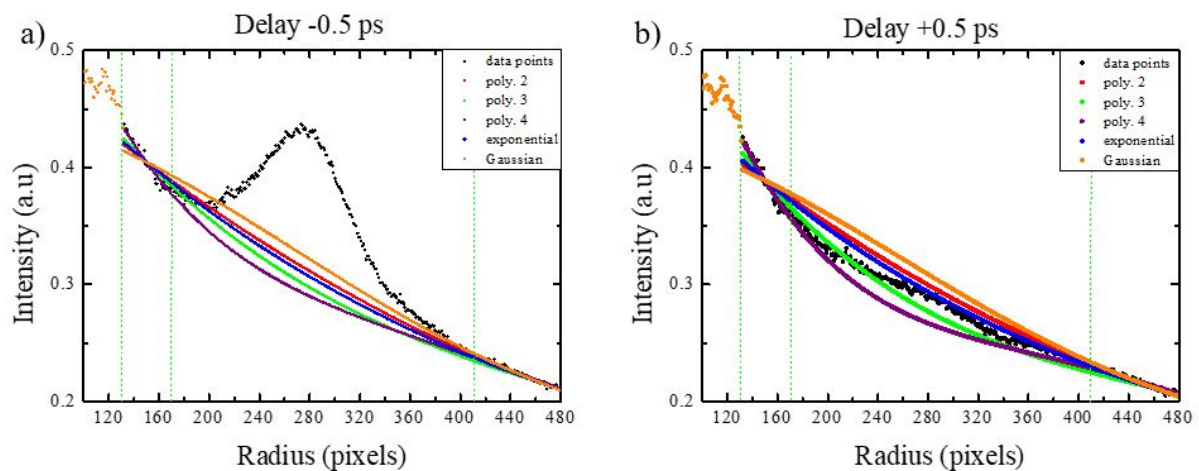 a)
Delay -0.5 ps
0.5
0.4
0.3
0.2
Intensity (a.u)
data points
poly. 2
poly. 3
poly. 4
exponential
Gaussian
120 160 200 240 280 320 360 400 440 480
Radius (pixels)
b)
Delay +0.5 ps
0.5
0.4
0.3
0.2
Intensity (a.u)
data points
poly. 2
poly. 3
poly. 4
exponential
Gaussian
120 160 200 240 280 320 360 400 440 480
Radius (pixels)